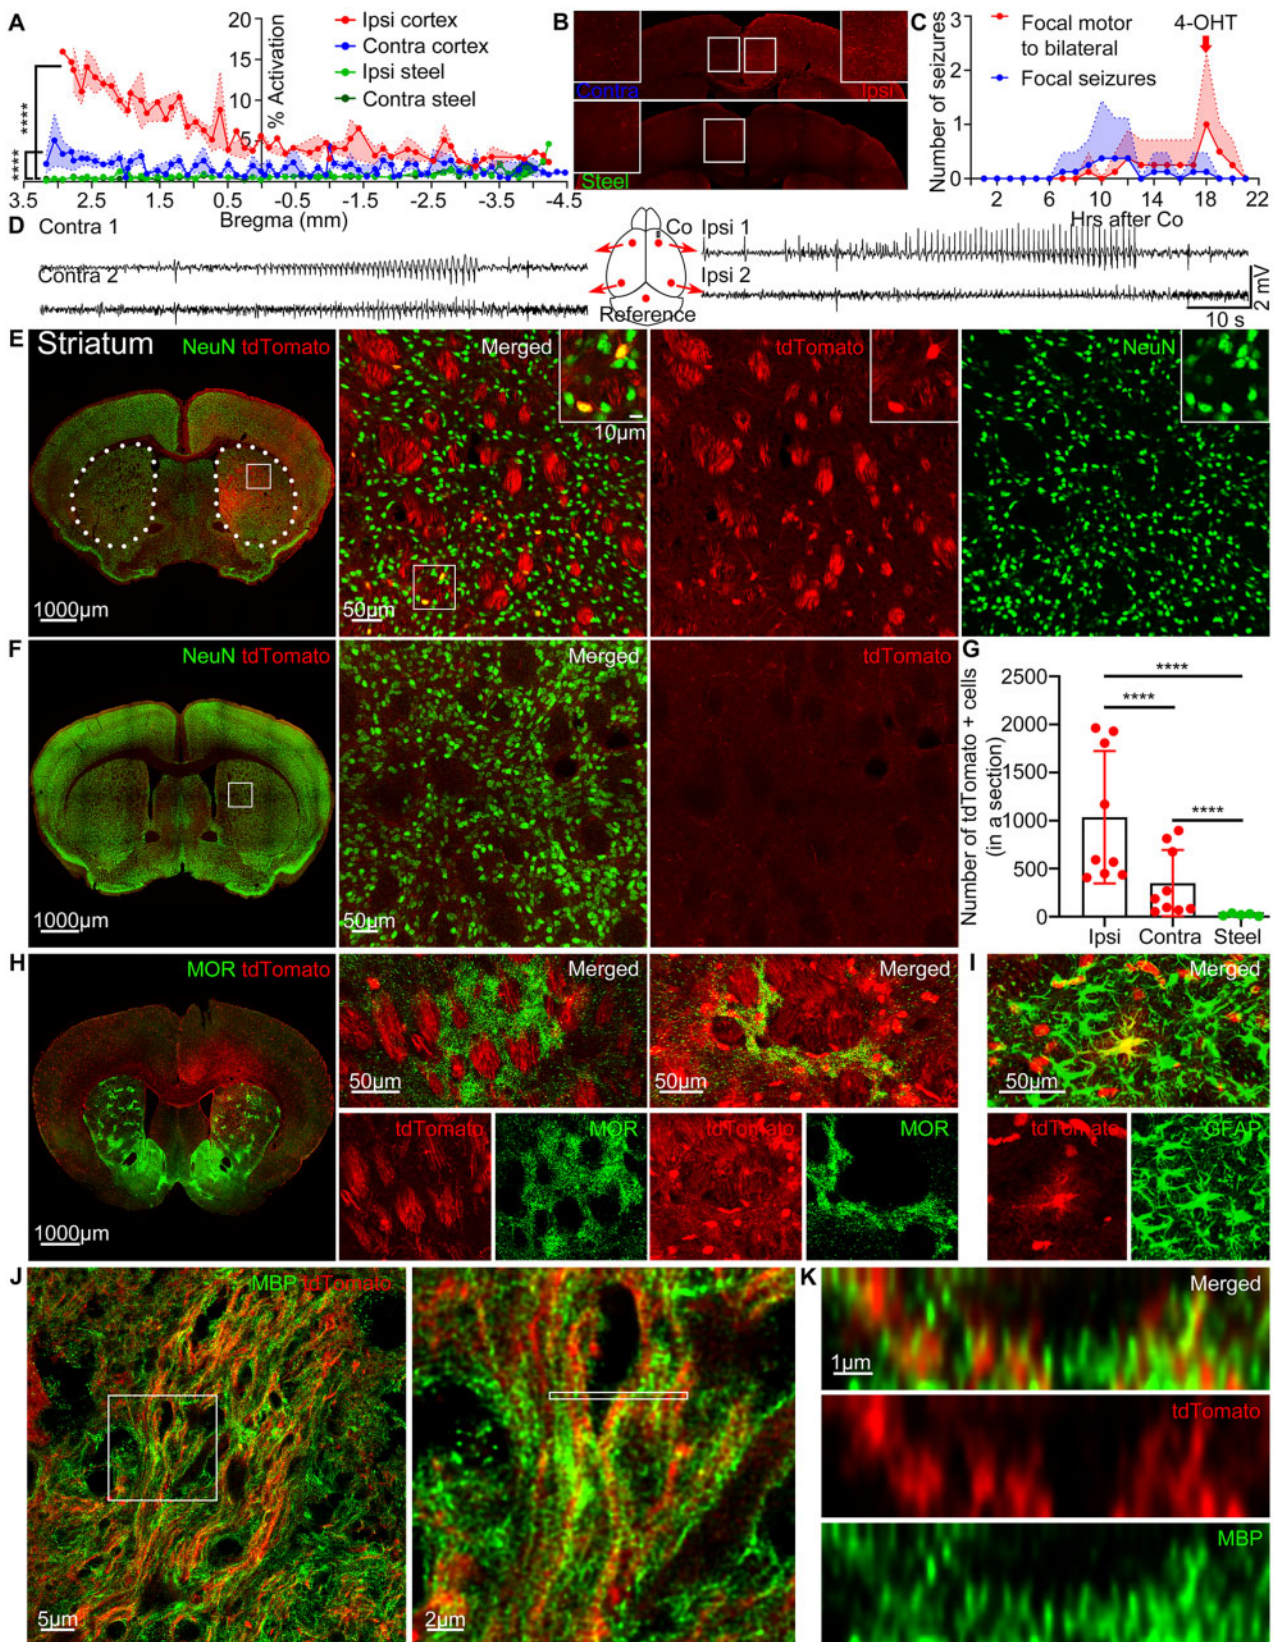 A
20
15
10
5
0
% Activation
Ipsi cortex
Contra cortex
Ipsi steel
Contra steel
****
****
3.5 2.5 1.5 0.5 -0.5 -1.5 -2.5 -3.5 -4.5
Bregma (mm)
B
Contra
Ipsi
Steel
C
Number of seizures
3
2
1
0
Focal motor
to bilateral
Focal seizures
4-OHT
2 6 10 14 18 22
Hrs after Co
D
Contra 1
Contra 2
Co
Reference
Ipsi 1
Ipsi 2
2 mV
10 s
E
Striatum
NeuN tdTomato
1000µm
Merged
10µm
50µm
tdTomato
NeuN
F
NeuN tdTomato
1000µm
Merged
50µm
tdTomato
G
Number of tdTomato + cells
(in a section)
2500
2000
1500
1000
500
0
****
****
****
Ipsi Contra Steel
H
MOR tdTomato
1000µm
Merged
50µm
Merged
50µm
tdTomato
MOR
tdTomato
MOR
I
Merged
50µm
tdTomato
GFAP
J
MBP tdTomato
5µm
2µm
K
Merged
1µm
tdTomato
MBP